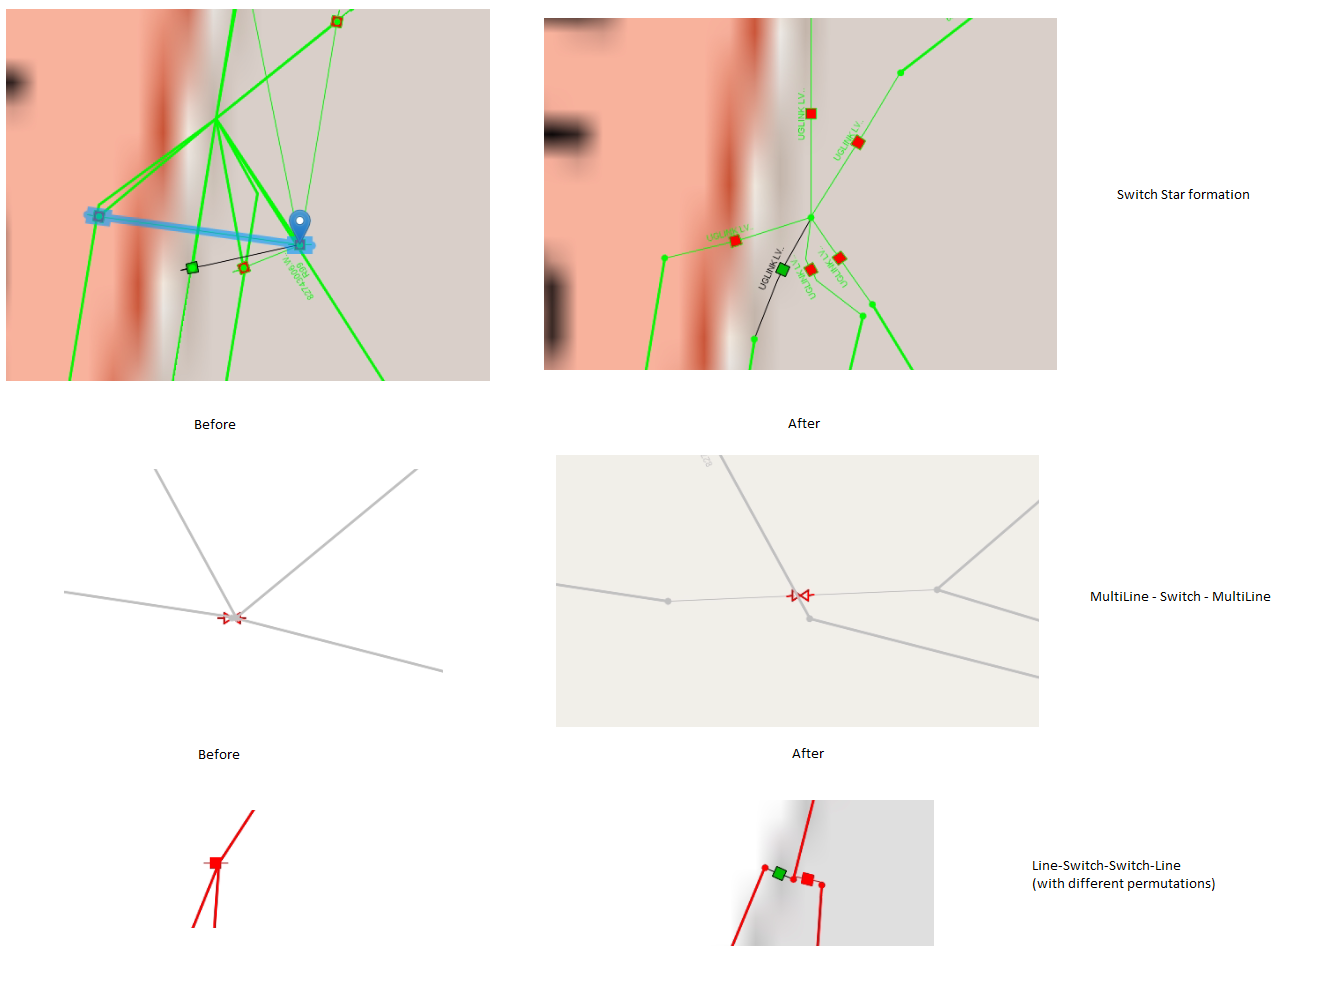 UGLINK LV..
UGLINK LV..
Switch Star formation
UGLINK LV..
UGLINK LV..
UGLINK LV..
UGLINK LV..
R99
Before
After
MultiLine - Switch - MultiLine
Before
After
Line-Switch-Switch-Line
(with different permutations)